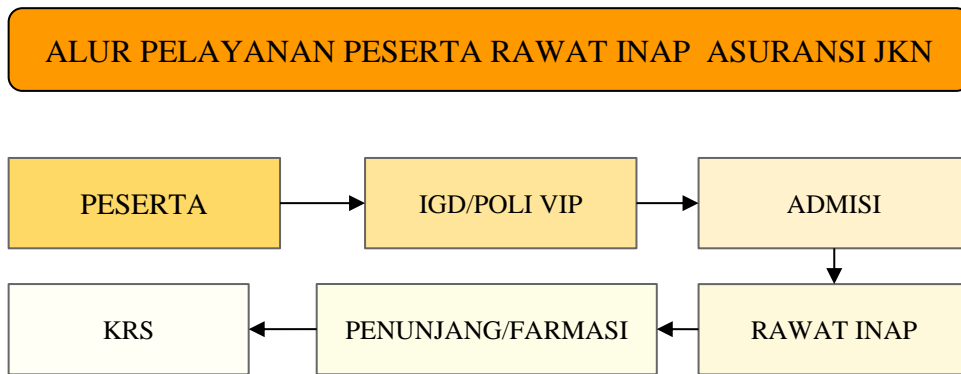 ALUR PELAYANAN PESERTA RAWAT INAP  ASURANSI JKN
PESERTA
IGD/POLI VIP
ADMISI
RAWAT INAP
PENUNJANG/FARMASI
KRS